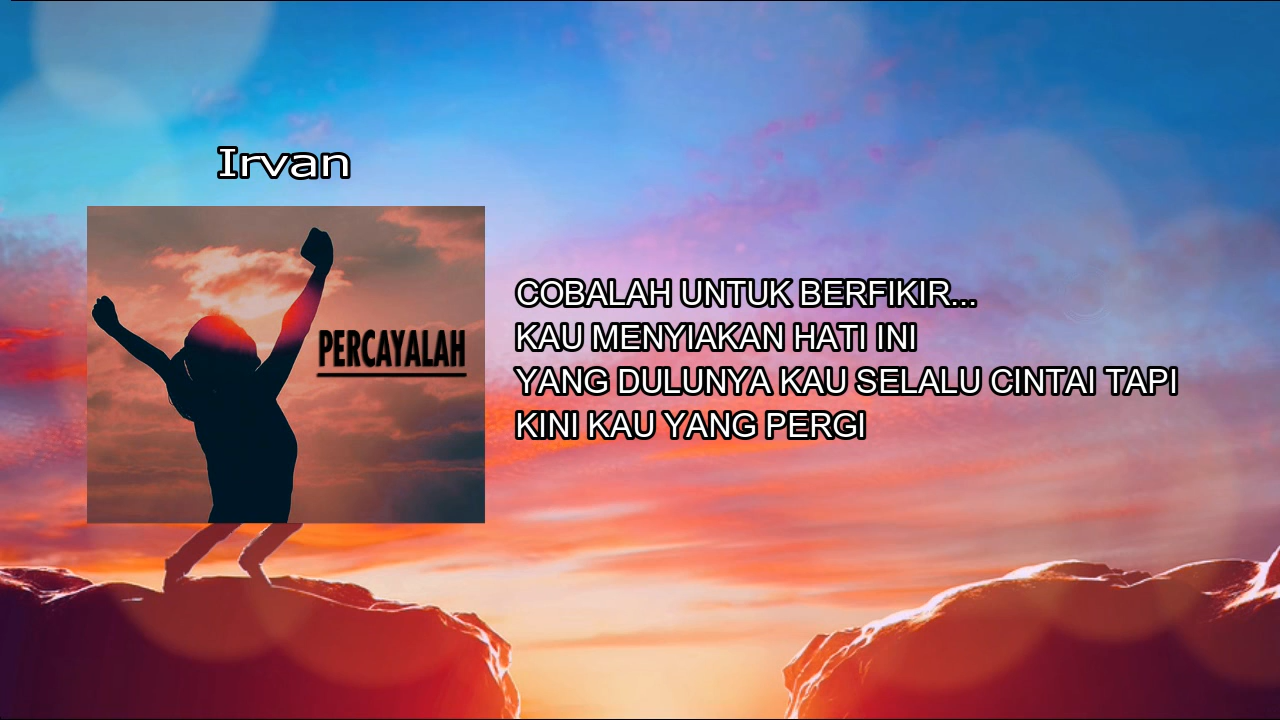 Irvan
PERCAYALAH
COBALAH UNTUK BERFIKIR...
KAU MENYIAKAN HATI INI
YANG DULUNYA KAU SELALU CINTAI TAPI
KINI KAU YANG PERGI